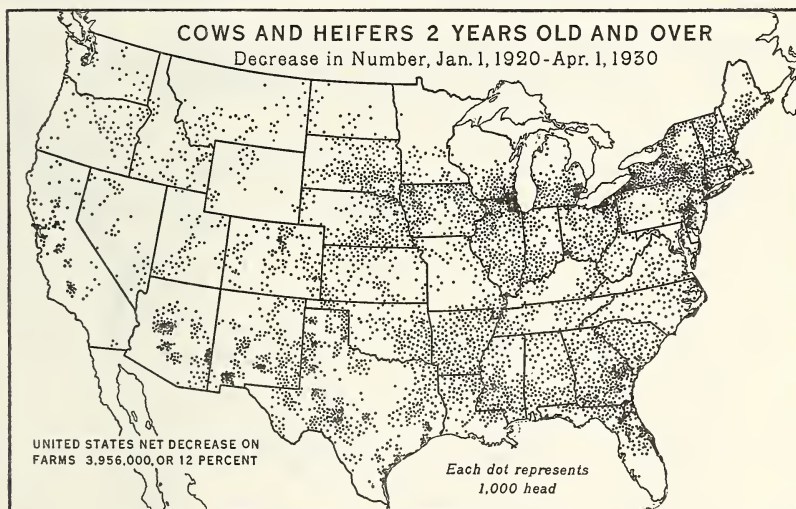 COWS AND HEIFERS 2 YEARS OLD AND OVER
Decrease in Number, Jan. 1, 1920-Apr. 1, 1930
UNITED STATES NET DECREASE ON
FARMS 3,956,000, OR 12 PERCENT
Each dot represents
1,000 head